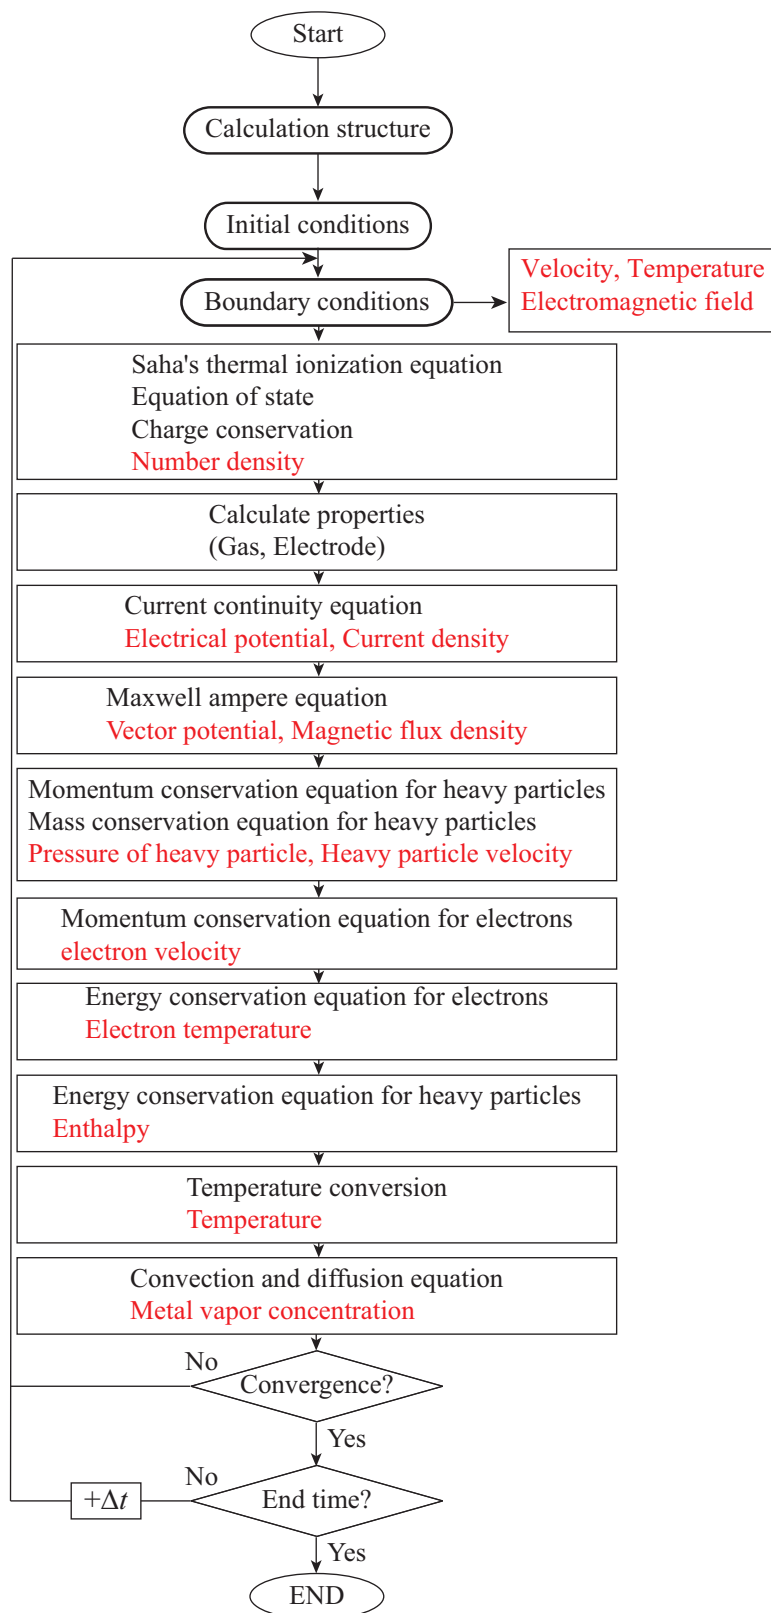 Start
Calculation structure
Initial conditions
Boundary conditions
Velocity, Temperature
Electromagnetic field
Saha's thermal ionization equation
Equation of state
Charge conservation
Number density
Calculate properties
(Gas, Electrode)
Current continuity equation
Electrical potential, Current density
Maxwell ampere equation
Vector potential, Magnetic flux density
Momentum conservation equation for heavy particles
Mass conservation equation for heavy particles
Pressure of heavy particle, Heavy particle velocity
Momentum conservation equation for electrons
electron velocity
Energy conservation equation for electrons
Electron temperature
Energy conservation equation for heavy particles
Enthalpy
Temperature conversion
Temperature
Convection and diffusion equation
Metal vapor concentration
No
Convergence?
Yes
No
+Δt
End time?
Yes
END